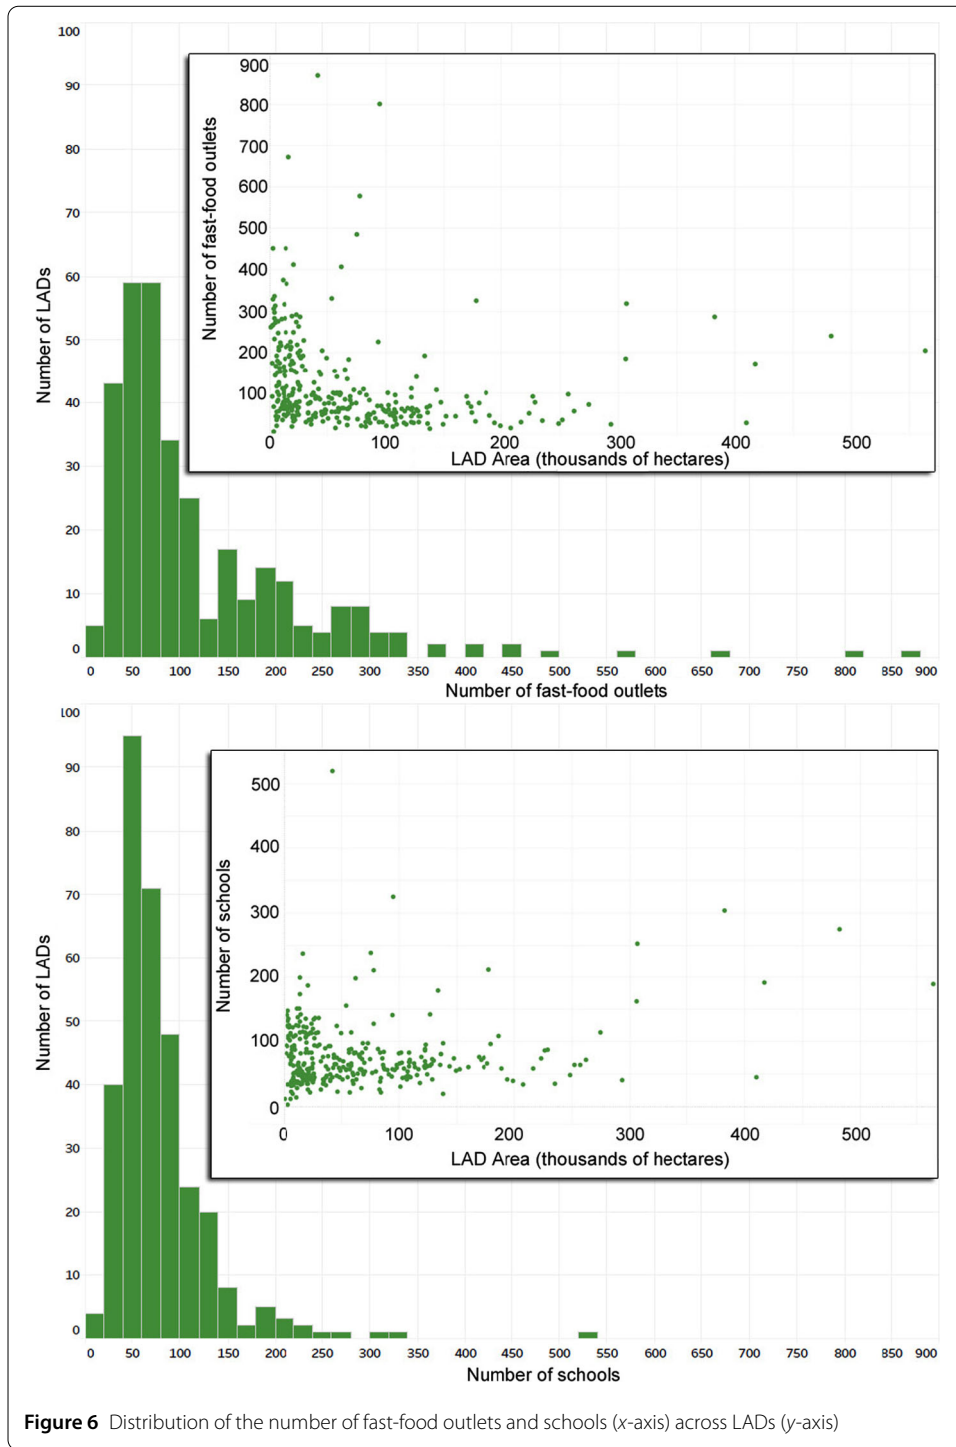 100
90
80
70
60
50
40
30
20
10
0
Number of LADs
900
800
700
600
500
400
300
200
100
Number of fast-food outlets
0 100 200 300 400 500
LAD Area (thousands of hectares)
0 50 100 150 200 250 300 350 400 450 500 550 600 650 700 750 800 850 900
Number of fast-food outlets
100
90
80
70
60
50
40
30
20
10
0
Number of LADs
500
400
300
200
100
0
Number of schools
0 100 200 300 400 500
LAD Area (thousands of hectares)
0 50 100 150 200 250 300 350 400 450 500 550 600 650 700 750 800 850 900
Number of schools
Figure 6 Distribution of the number of fast-food outlets and schools (x-axis) across LADs (y-axis)